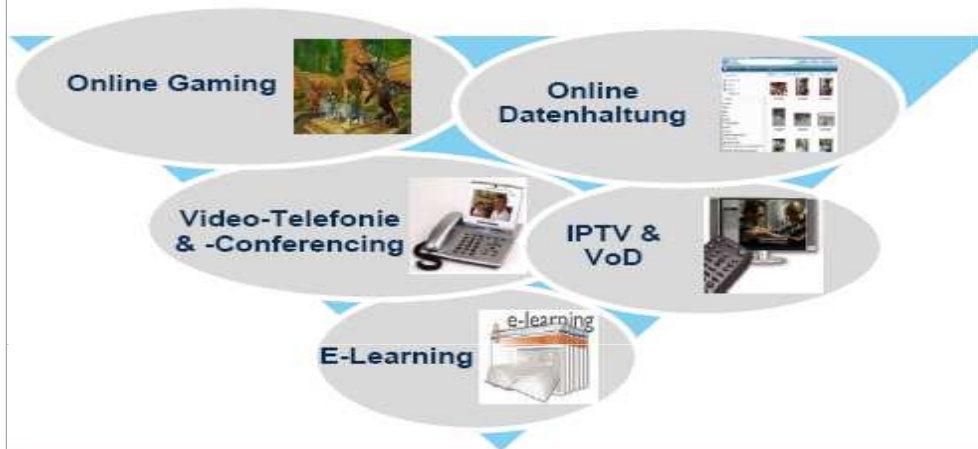 Online Gaming
Online
Datenhaltung
Video-Telefonie
& -Conferencing
IPTV &
VoD
e-learning
E-Learning